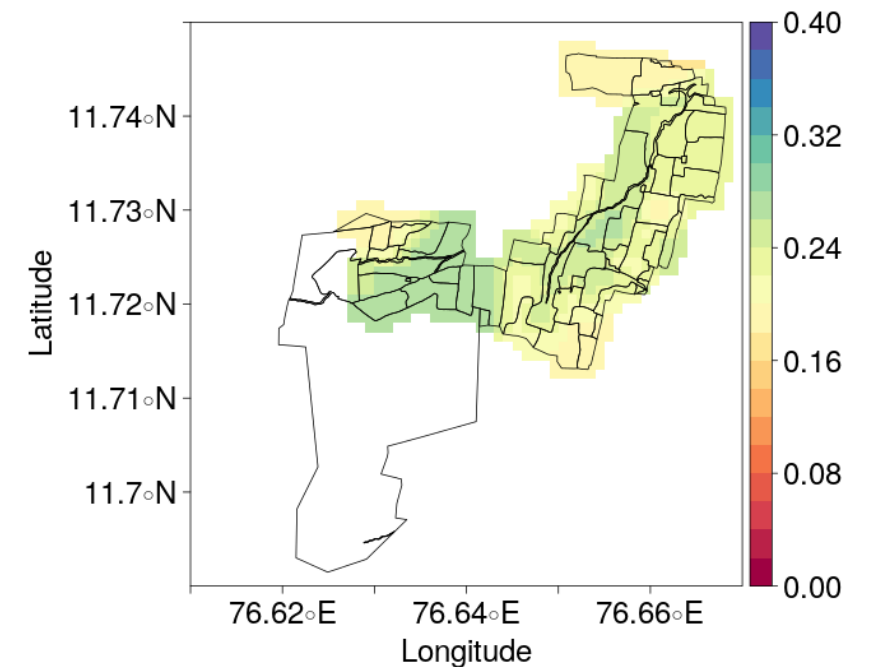 0.40
11.74○N
0.32
11.73○N
0.24
Latitude
11.72○N
0.16
11.71○N
0.08
11.7○N
0.00
76.62○E
76.64○E
76.66○E
Longitude